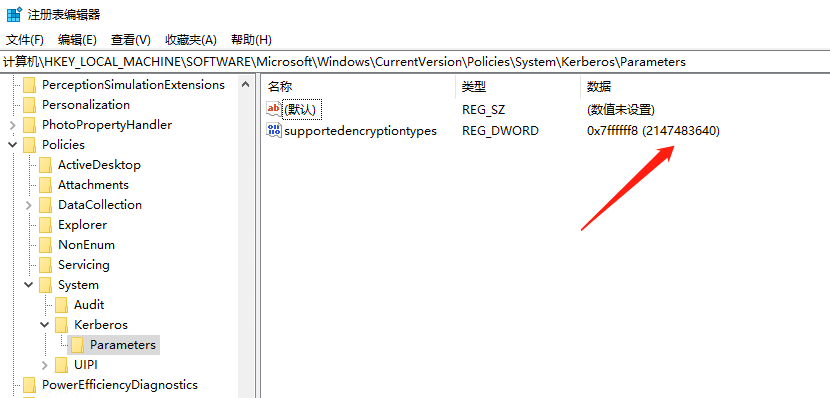 注册表编辑器
文件(F) 编辑(E) 查看(V) 收藏夹(A) 帮助(H)
计算机\HKEY_LOCAL_MACHINE\SOFTWARE\Microsoft\Windows\CurrentVersion\Policies\System\Kerberos\Parameters
PerceptionSimulationExtensions
Personalization
PhotoPropertyHandler
Policies
ActiveDesktop
Attachments
DataCollection
Explorer
NonEnum
Servicing
System
Audit
Kerberos
Parameters
UIPI
PowerEfficiencyDiagnostics
名称 类型 数据
ab (默认) REG_SZ (数值未设置)
011 110 supportedencryptiontypes REG_DWORD 0x7ffffff8 (2147483640)